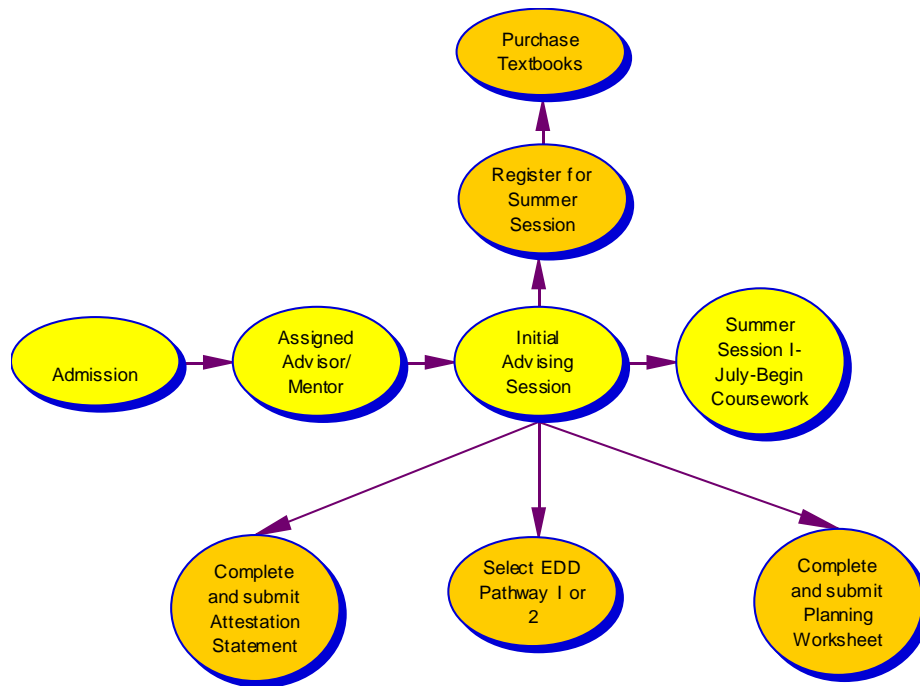 Purchase
Textbooks
Register for
Summer
Session
Admission
Assigned
Advisor/
Mentor
Initial
Advising
Session
Summer
Session I-
July-Begin
Coursework
Complete
and submit
Attestation
Statement
Select EDD
Pathway I or
2
Complete
and submit
Planning
Worksheet